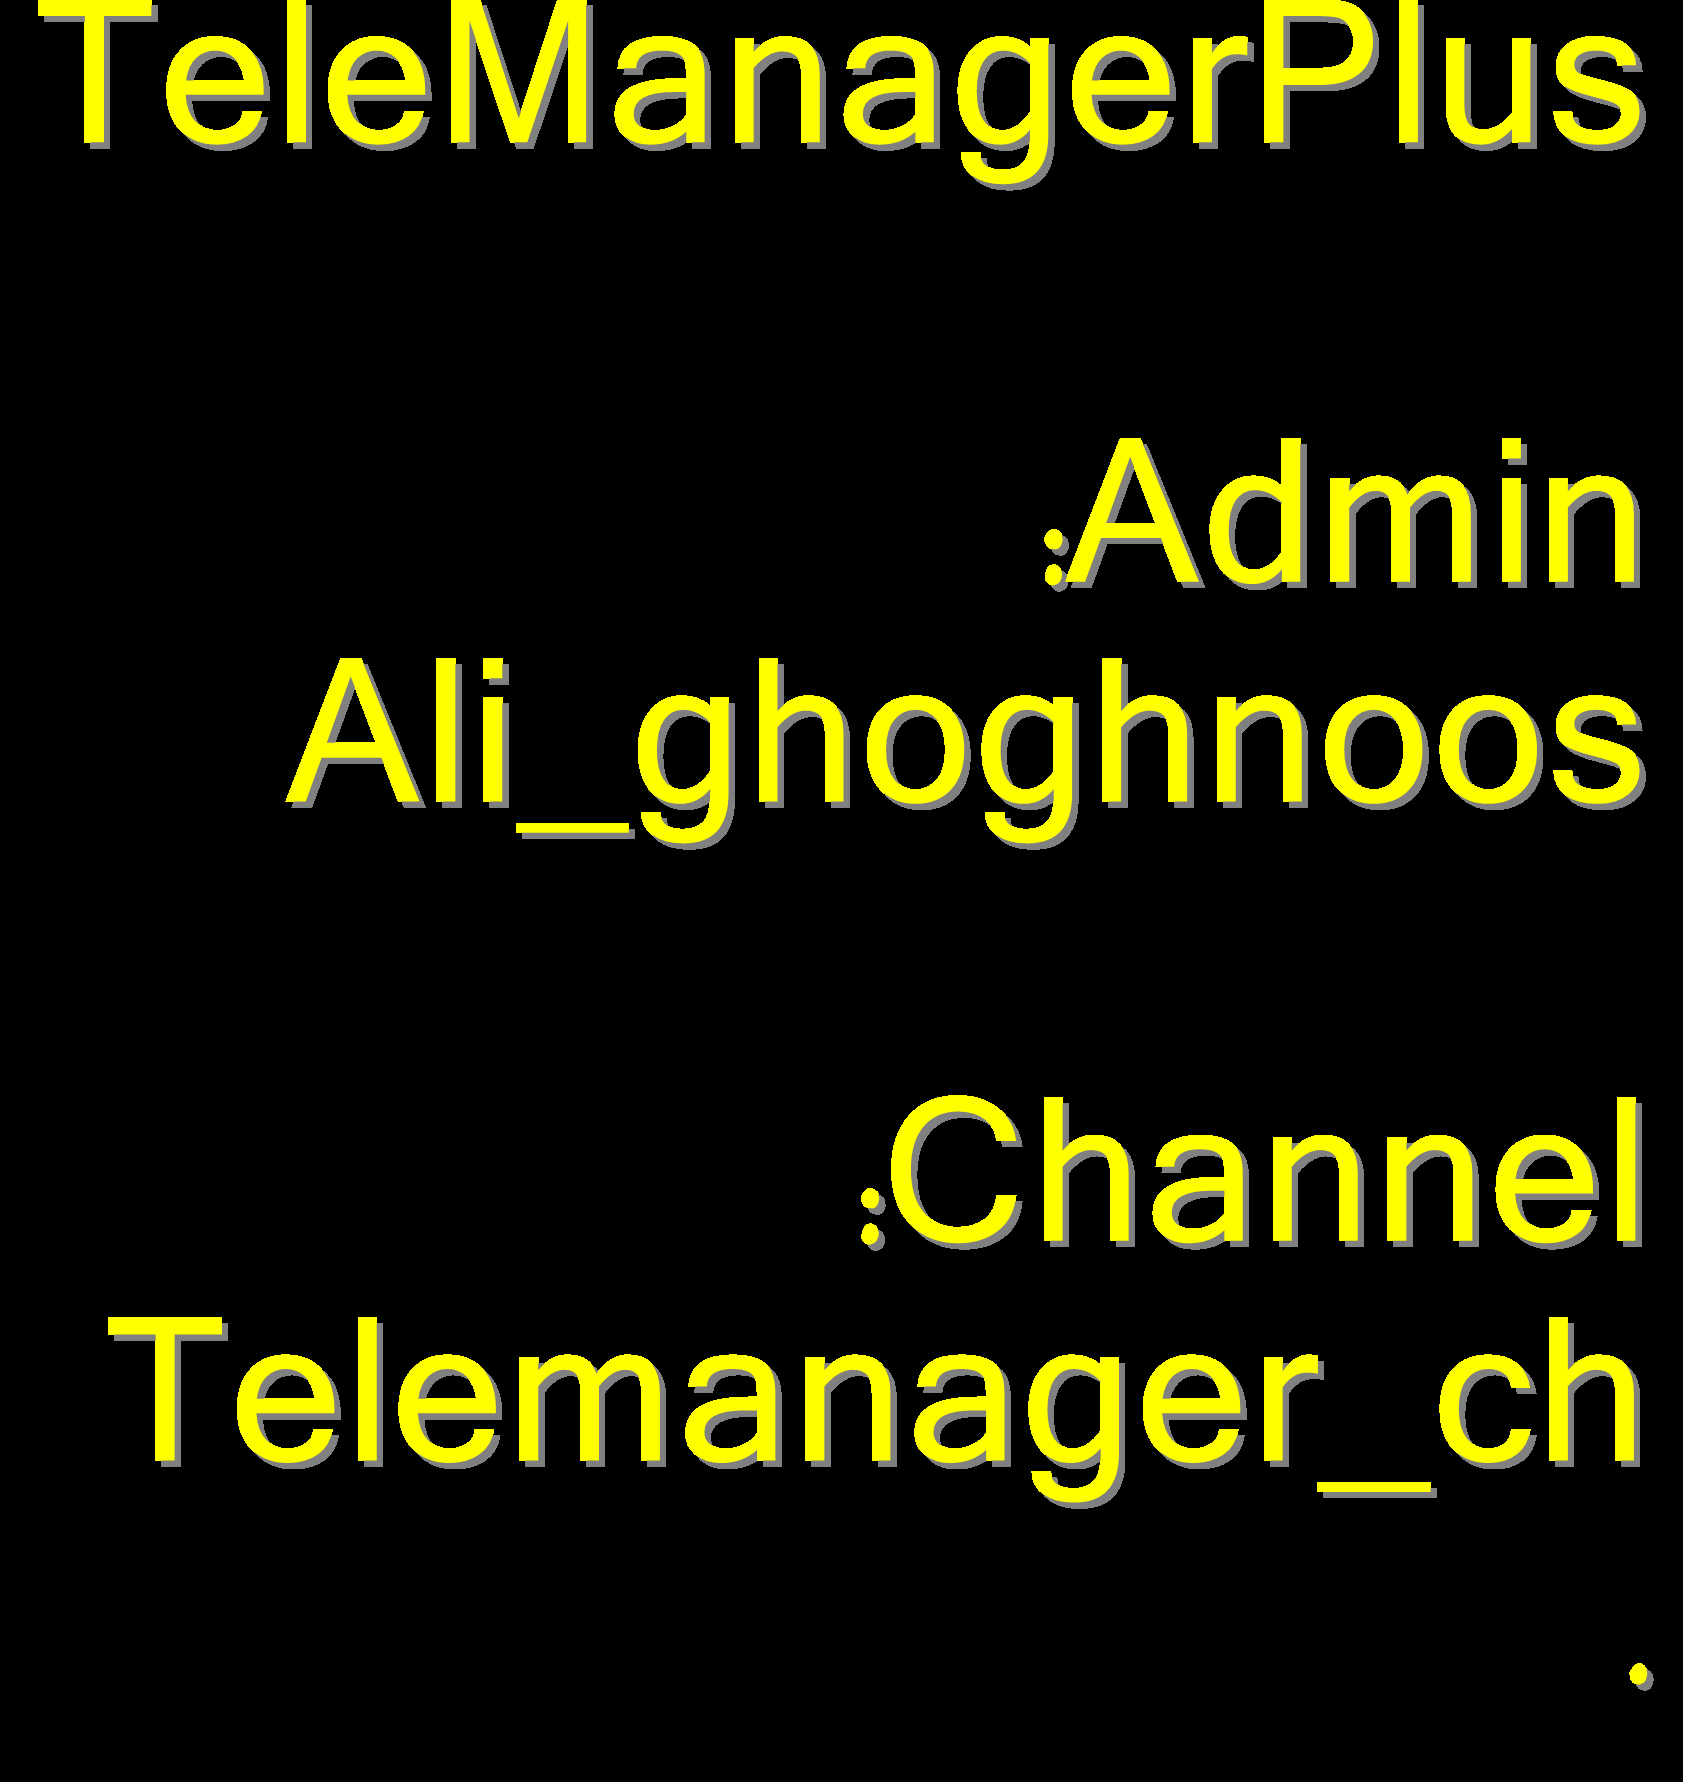 TeleManagerPlus
Admin:
Ali_ghoghnoos
Channel:
Telemanager_ch
.